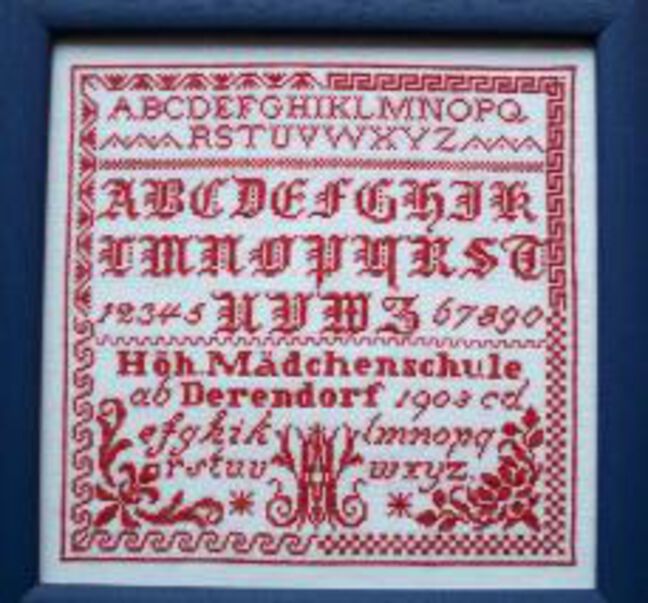 ABCDEFGHIKLMNOPQ
RSTUVWXYZ
ABCDEFGHIK
LMNOPQRST
12345 UVWZ 67890
Höh. Mädchenschule
ab Derendorf 1903 cd
efghik lmnopq
rstuv wxyz